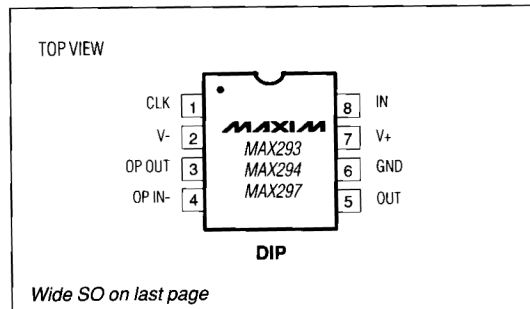 TOP VIEW
CLK 1
V- 2
OP OUT 3
OP IN- 4
MAXIM
MAX293
MAX294
MAX297
8 IN
7 V+
6 GND
5 OUT
DIP
Wide SO on last page